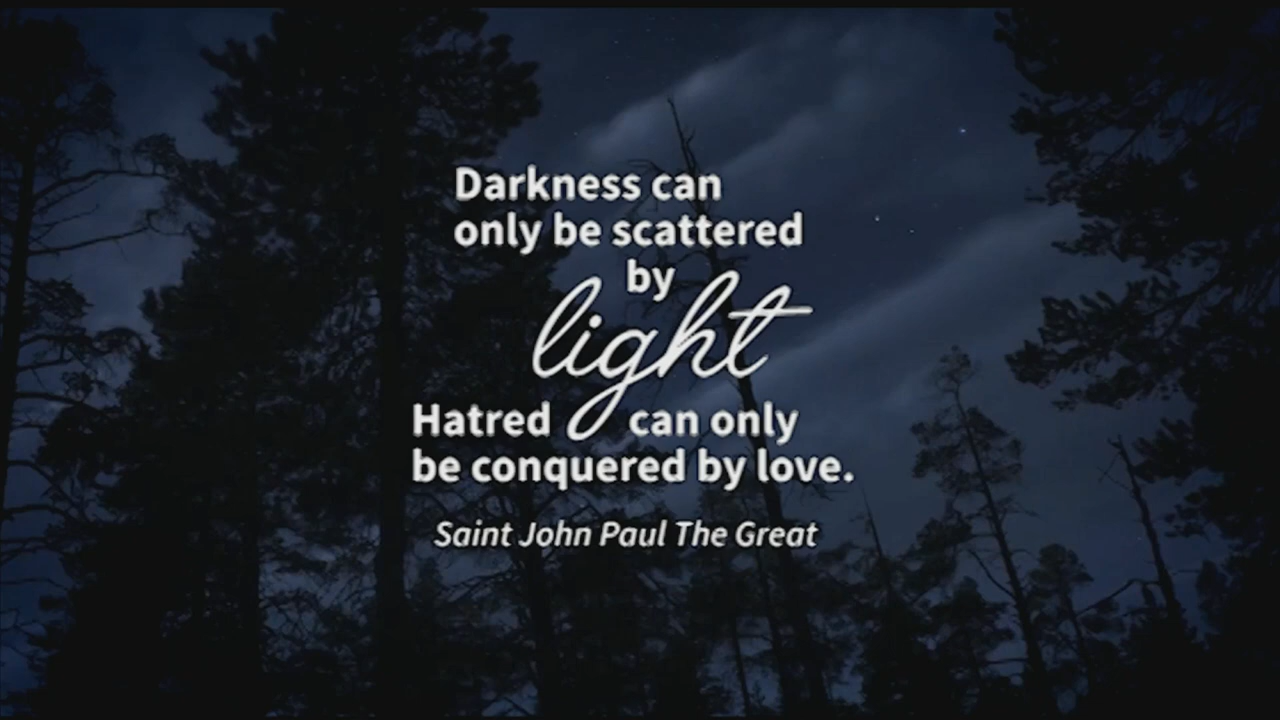 Darkness can
only be scattered
by
light
Hatred can only
be conquered by love.
Saint John Paul The Great